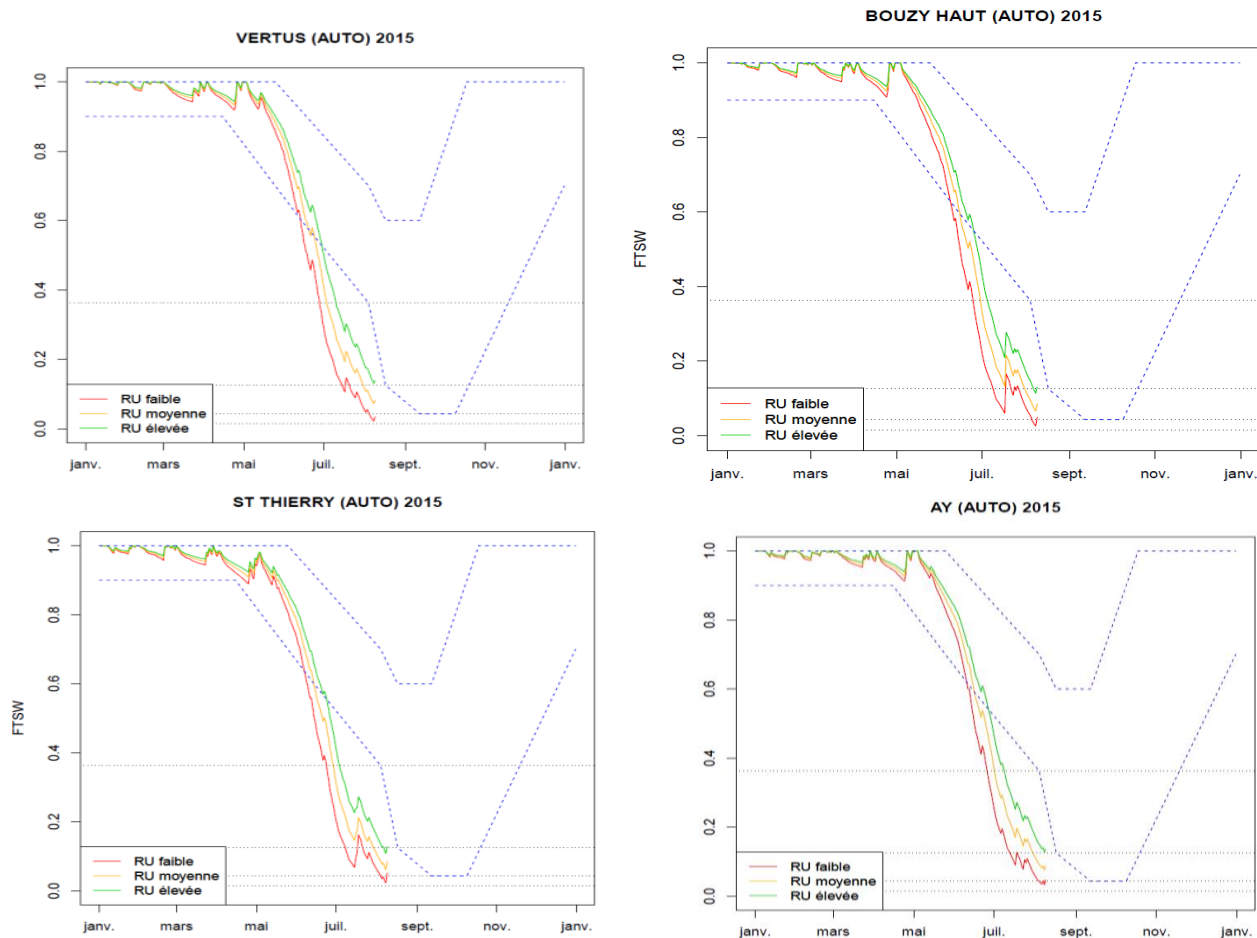 VERTUS (AUTO) 2015
1.0
0.8
0.6
0.4
0.2
0.0
RU faible
RU moyenne
RU élevée
janv. mars mai juil. sept. nov. janv.
BOUZY HAUT (AUTO) 2015
FTSW
1.0
0.8
0.6
0.4
0.2
0.0
RU faible
RU moyenne
RU élevée
janv. mars mai juil. sept. nov. janv.
ST THIERRY (AUTO) 2015
FTSW
1.0
0.8
0.6
0.4
0.2
0.0
RU faible
RU moyenne
RU élevée
janv. mars mai juil. sept. nov. janv.
AY (AUTO) 2015
1.0
0.8
0.6
0.4
0.2
0.0
RU faible
RU moyenne
RU élevée
janv. mars mai juil. sept. nov. janv.